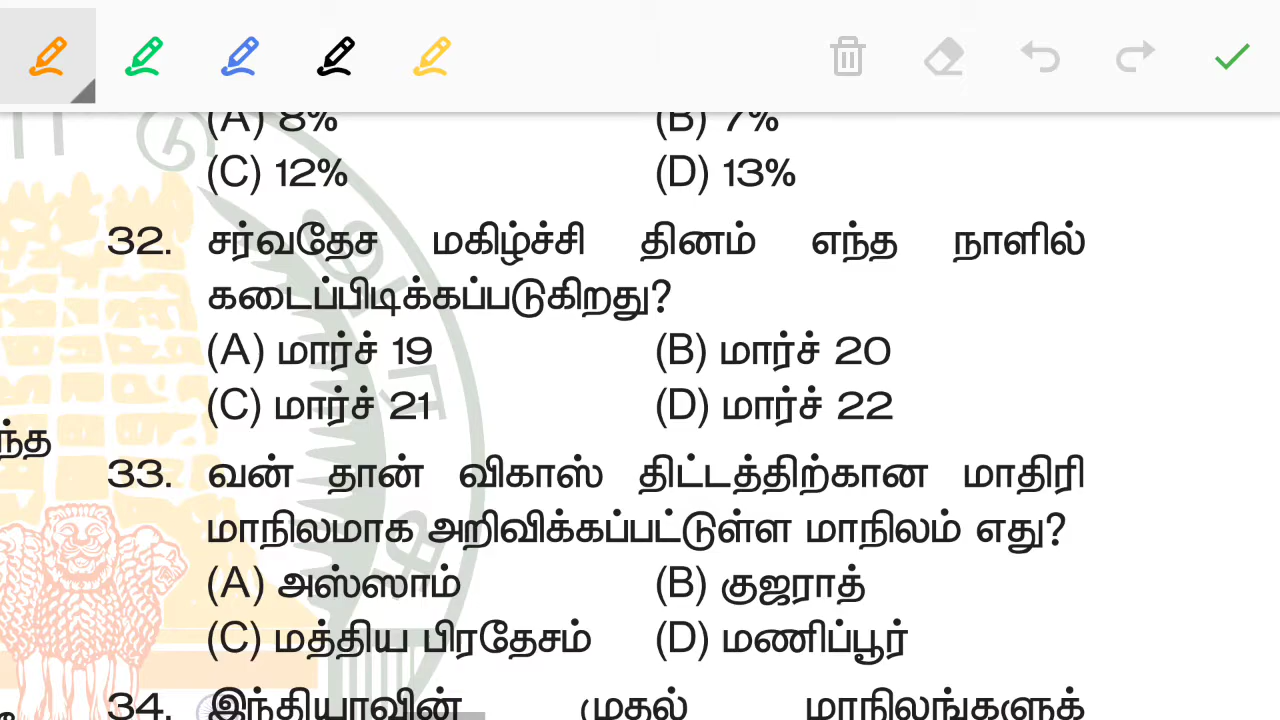 (A) 8% (B) 7%
(C) 12% (D) 13%
32. சர்வதேச மகிழ்ச்சி தினம் எந்த நாளில்
கடைப்பிடிக்கப்படுகிறது?
(A) மார்ச் 19 (B) மார்ச் 20
(C) மார்ச் 21 (D) மார்ச் 22
ந்த
33. வன் தான் விகாஸ் திட்டத்திற்கான மாதிரி
மாநிலமாக அறிவிக்கப்பட்டுள்ள மாநிலம் எது?
(A) அஸ்ஸாம் (B) குஜராத்
(C) மத்திய பிரதேசம் (D) மணிப்பூர்
34. இந்தியாவின் முதல் மாநிலங்களுக்